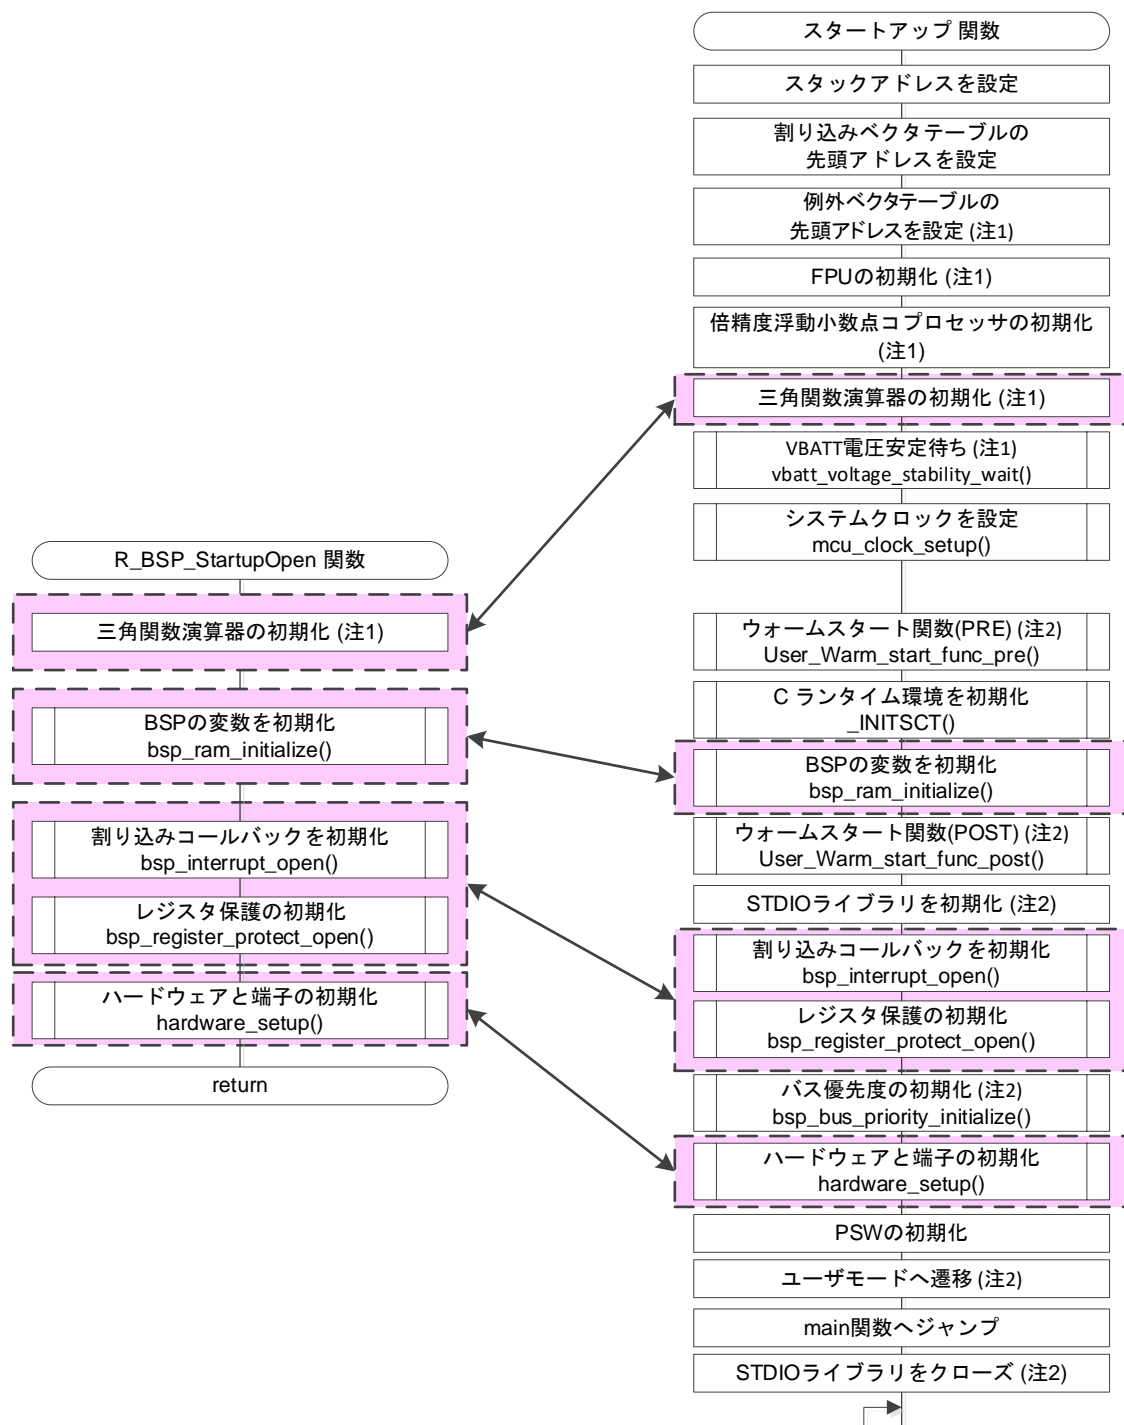 スタートアップ 関数
スタックアドレスを設定
割り込みベクタテーブルの
先頭アドレスを設定
例外ベクタテーブルの
先頭アドレスを設定 (注1)
FPUの初期化 (注1)
倍精度浮動小数点コプロセッサの初期化
(注1)
三角関数演算器の初期化 (注1)
VBATT電圧安定待ち (注1)
vbatt_voltage_stability_wait()
システムクロックを設定
mcu_clock_setup()
ウォームスタート関数(PRE) (注2)
User_Warm_start_func_pre()
C ランタイム環境を初期化
_INITSCT()
BSPの変数を初期化
bsp_ram_initialize()
ウォームスタート関数(POST) (注2)
User_Warm_start_func_post()
STDIOライブラリを初期化 (注2)
割り込みコールバックを初期化
bsp_interrupt_open()
レジスタ保護の初期化
bsp_register_protect_open()
バス優先度の初期化 (注2)
bsp_bus_priority_initialize()
ハードウェアと端子の初期化
hardware_setup()
PSWの初期化
ユーザモードへ遷移 (注2)
main関数へジャンプ
STDIOライブラリをクローズ (注2)
R_BSP_StartupOpen 関数
三角関数演算器の初期化 (注1)
BSPの変数を初期化
bsp_ram_initialize()
割り込みコールバックを初期化
bsp_interrupt_open()
レジスタ保護の初期化
bsp_register_protect_open()
ハードウェアと端子の初期化
hardware_setup()
return